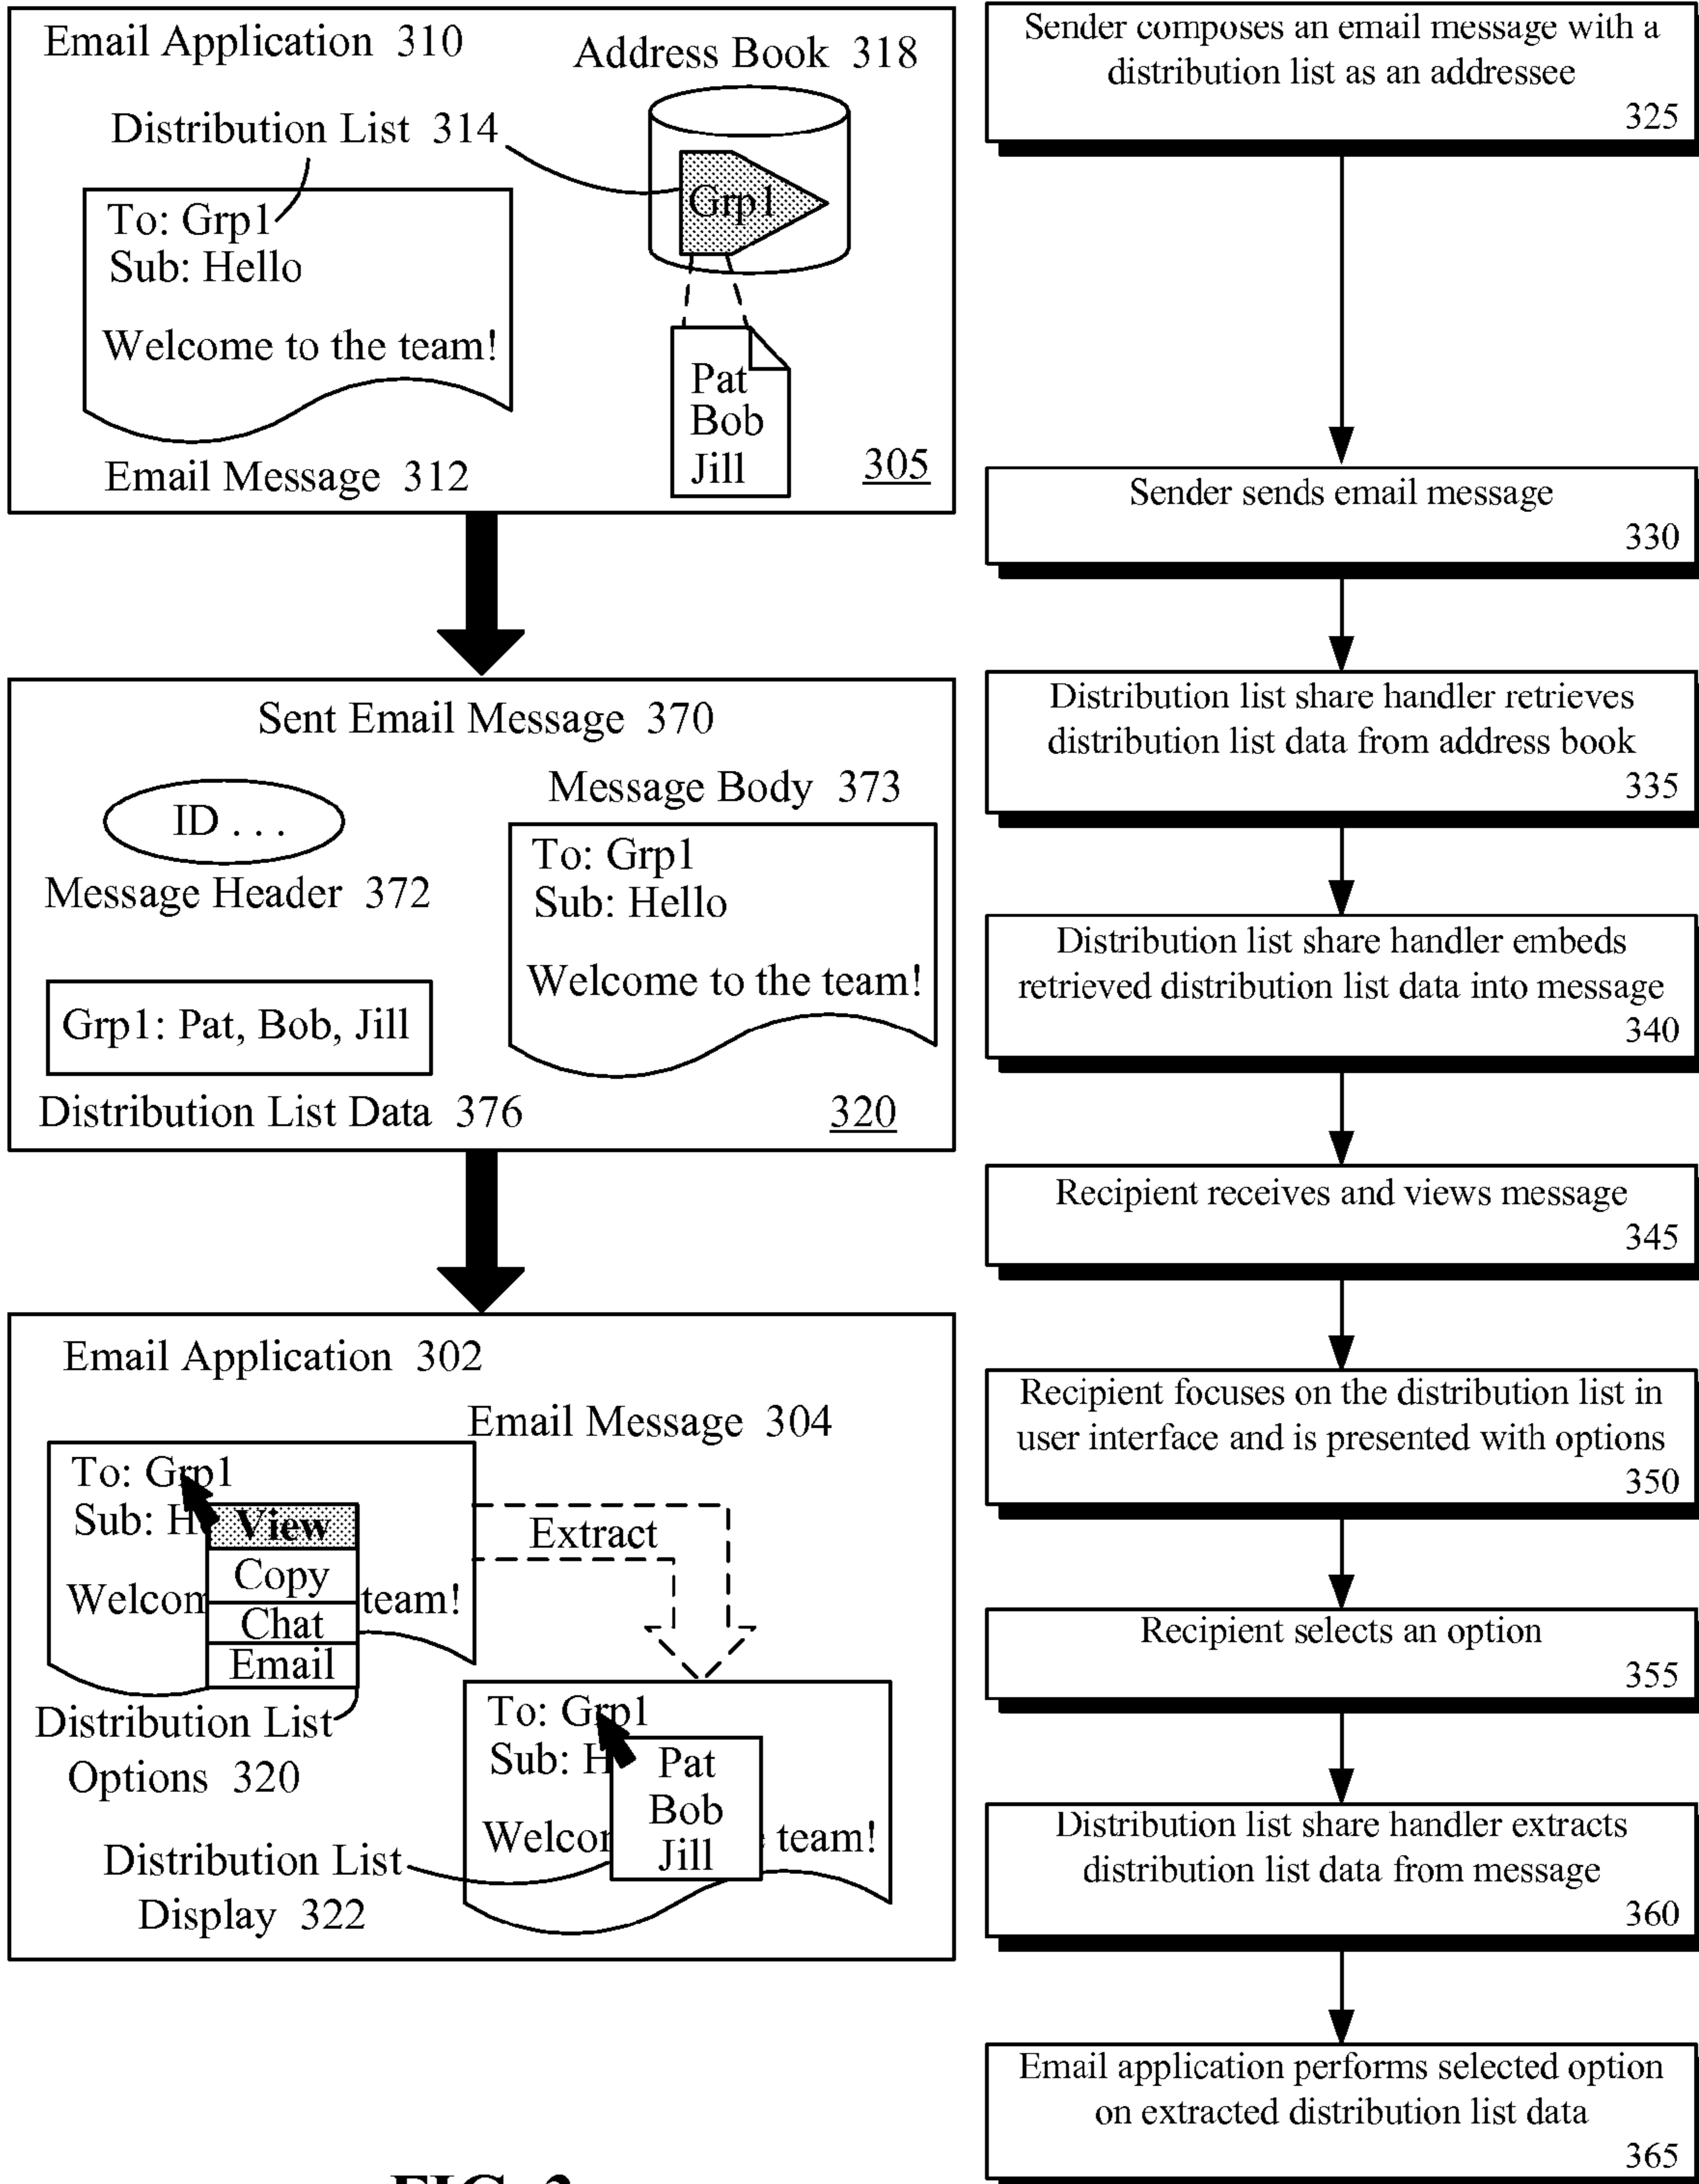 Email Application 310
Address Book 318
Distribution List 314
Grp1
To: Grp1
Sub: Hello
Welcome to the team!
Pat
Bob
Jill
Email Message 312
305
Sent Email Message 370
ID . . .
Message Header 372
Message Body 373
To: Grp1
Sub: Hello
Welcome to the team!
Grp1: Pat, Bob, Jill
Distribution List Data 376
320
Email Application 302
Email Message 304
To: Grp1
Sub: H
View
Copy
Chat
Email
Welcom
team!
Extract
Distribution List
Options 320
To: Grp1
Sub: H
Pat
Bob
Jill
Welcor
team!
Distribution List
Display 322
Sender composes an email message with a
distribution list as an addressee
325
Sender sends email message
330
Distribution list share handler retrieves
distribution list data from address book
335
Distribution list share handler embeds
retrieved distribution list data into message
340
Recipient receives and views message
345
Recipient focuses on the distribution list in
user interface and is presented with options
350
Recipient selects an option
355
Distribution list share handler extracts
distribution list data from message
360
Email application performs selected option
on extracted distribution list data
365